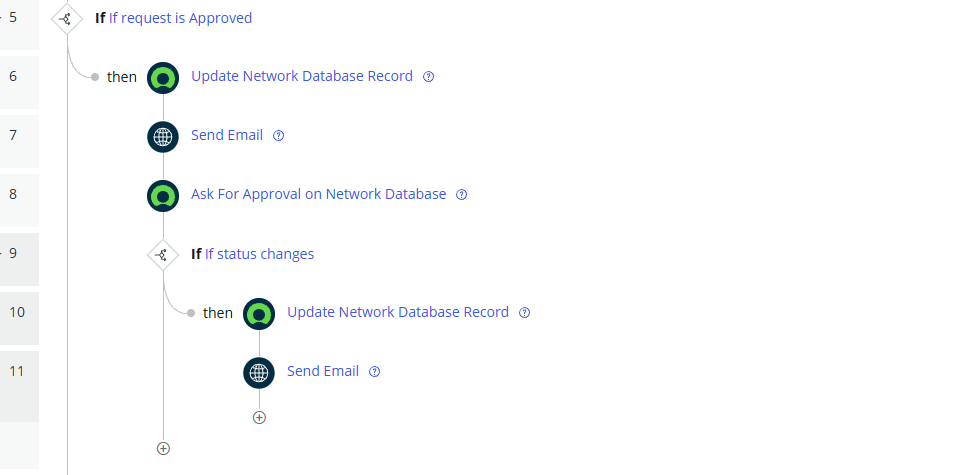 5 If If request is Approved
6 then Update Network Database Record
7 Send Email
8 Ask For Approval on Network Database
9 If If status changes
10 then Update Network Database Record
11 Send Email